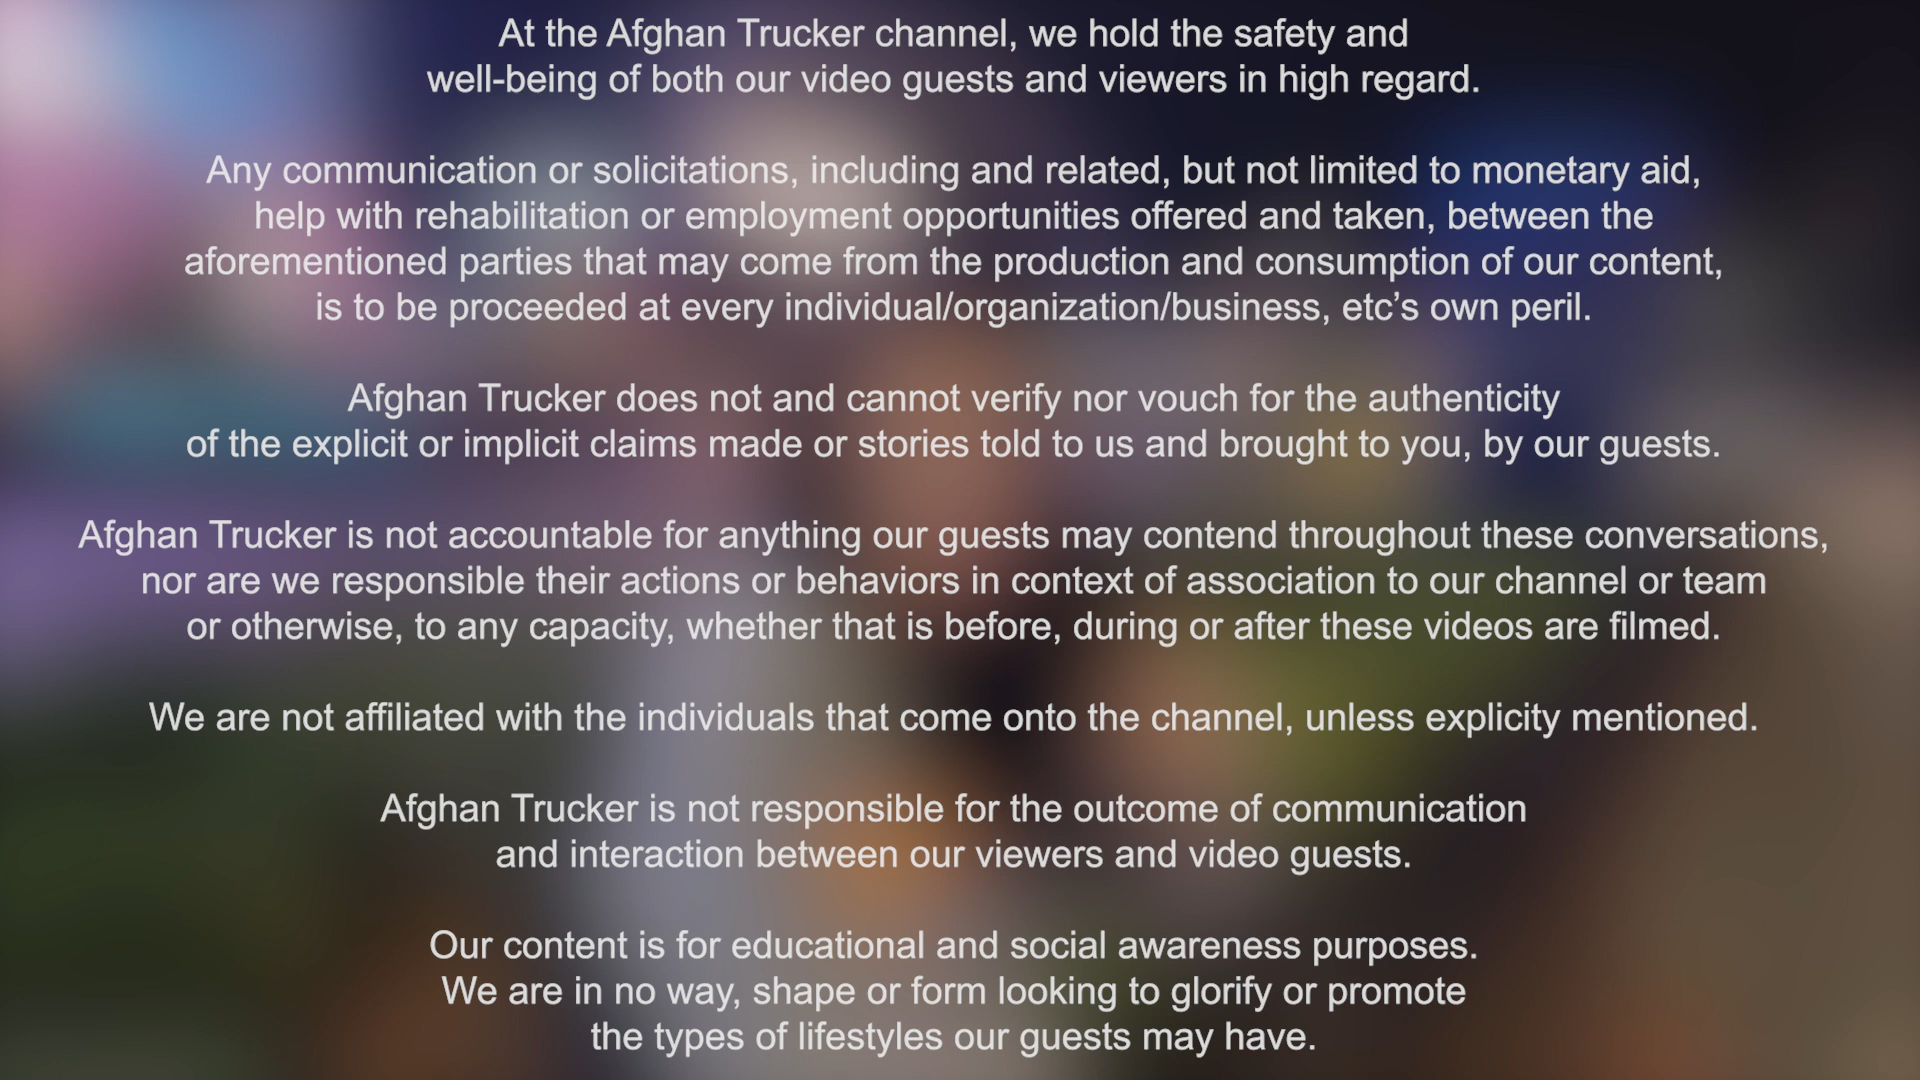 At the Afghan Trucker channel, we hold the safety and
well-being of both our video guests and viewers in high regard.
Any communication or solicitations, including and related, but not limited to monetary aid,
help with rehabilitation or employment opportunities offered and taken, between the
aforementioned parties that may come from the production and consumption of our content,
is to be proceeded at every individual/organization/business, etc’s own peril.
Afghan Trucker does not and cannot verify nor vouch for the authenticity
of the explicit or implicit claims made or stories told to us and brought to you, by our guests.
Afghan Trucker is not accountable for anything our guests may contend throughout these conversations,
nor are we responsible their actions or behaviors in context of association to our channel or team
or otherwise, to any capacity, whether that is before, during or after these videos are filmed.
We are not affiliated with the individuals that come onto the channel, unless explicity mentioned.
Afghan Trucker is not responsible for the outcome of communication
and interaction between our viewers and video guests.
Our content is for educational and social awareness purposes.
We are in no way, shape or form looking to glorify or promote
the types of lifestyles our guests may have.